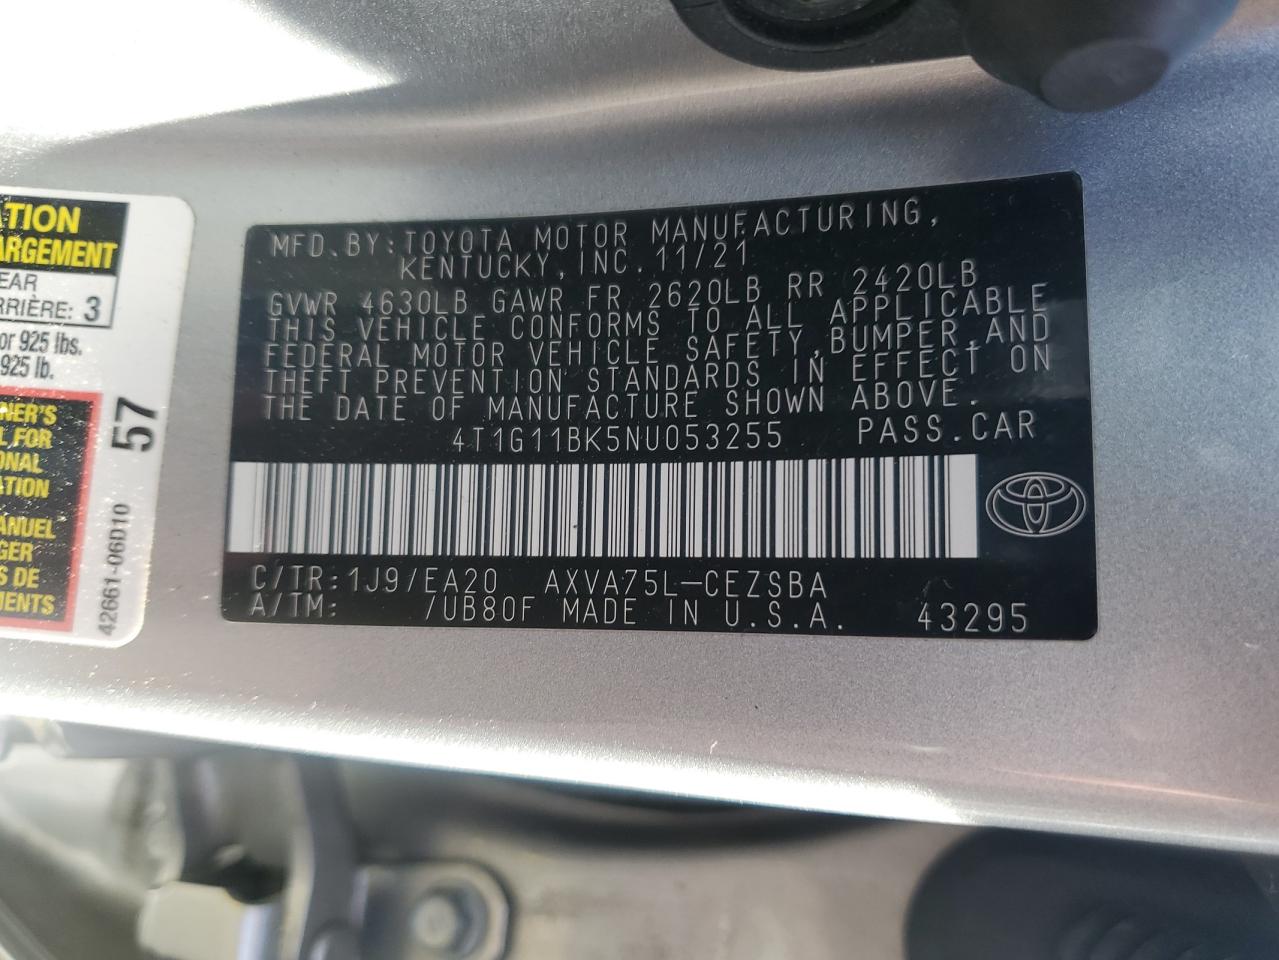 ATION
ARGEMENT
EAR
RRIÈRE: 3
or 925 lbs.
925 lb.
NER'S
L FOR
ONAL
ATION
ANUEL
GER
S DE
MENTS
57
42661-06D10
MFD.BY:TOYOTA MOTOR MANUFACTURING,
KENTUCKY,INC.11/21
GVWR 4630LB GAWR FR 2620LB RR 2420LB
THIS VEHICLE CONFORMS TO ALL APPLICABLE
FEDERAL MOTOR VEHICLE SAFETY,BUMPER,AND
THEFT PREVENTION STANDARDS IN EFFECT ON
THE DATE OF MANUFACTURE SHOWN ABOVE.
4T1G11BK5NU053255 PASS.CAR
C/TR:1J9/EA20 AXVA75L-CEZSBA
A/TM: /UB80F MADE IN U.S.A. 43295